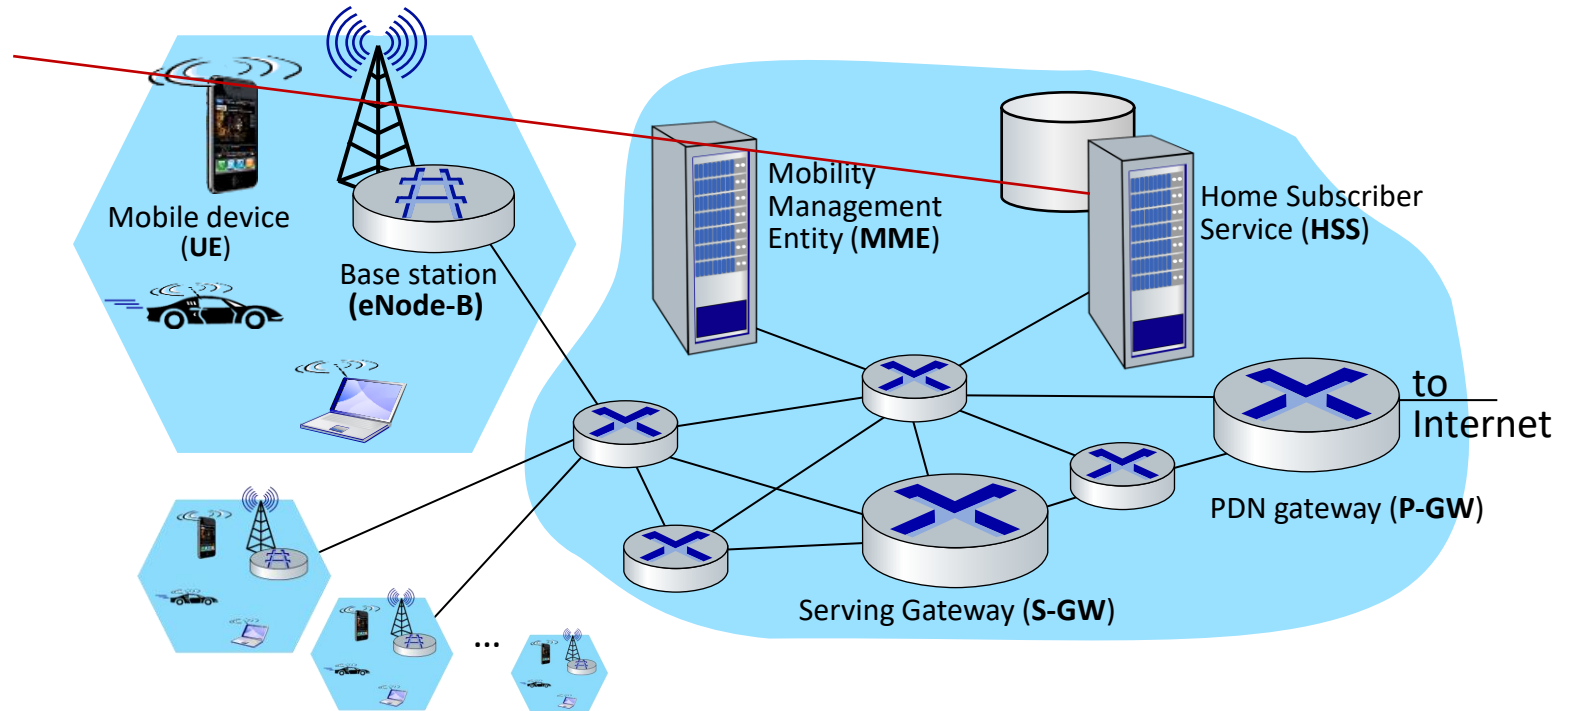 Mobile device
(UE)
Base station
(eNode-B)
Mobility
Management
Entity (MME)
Home Subscriber
Service (HSS)
to
Internet
PDN gateway (P-GW)
Serving Gateway (S-GW)
...